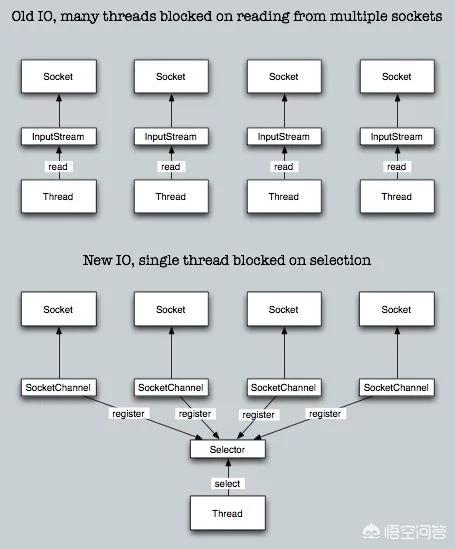 Old IO, many threads blocked on reading from multiple sockets
Socket Socket Socket Socket
InputStream InputStream InputStream InputStream
read read read read
Thread Thread Thread Thread
New IO, single thread blocked on selection
Socket Socket Socket Socket
SocketChannel SocketChannel SocketChannel SocketChannel
register register register register
Selector
select
Thread
悟空问答